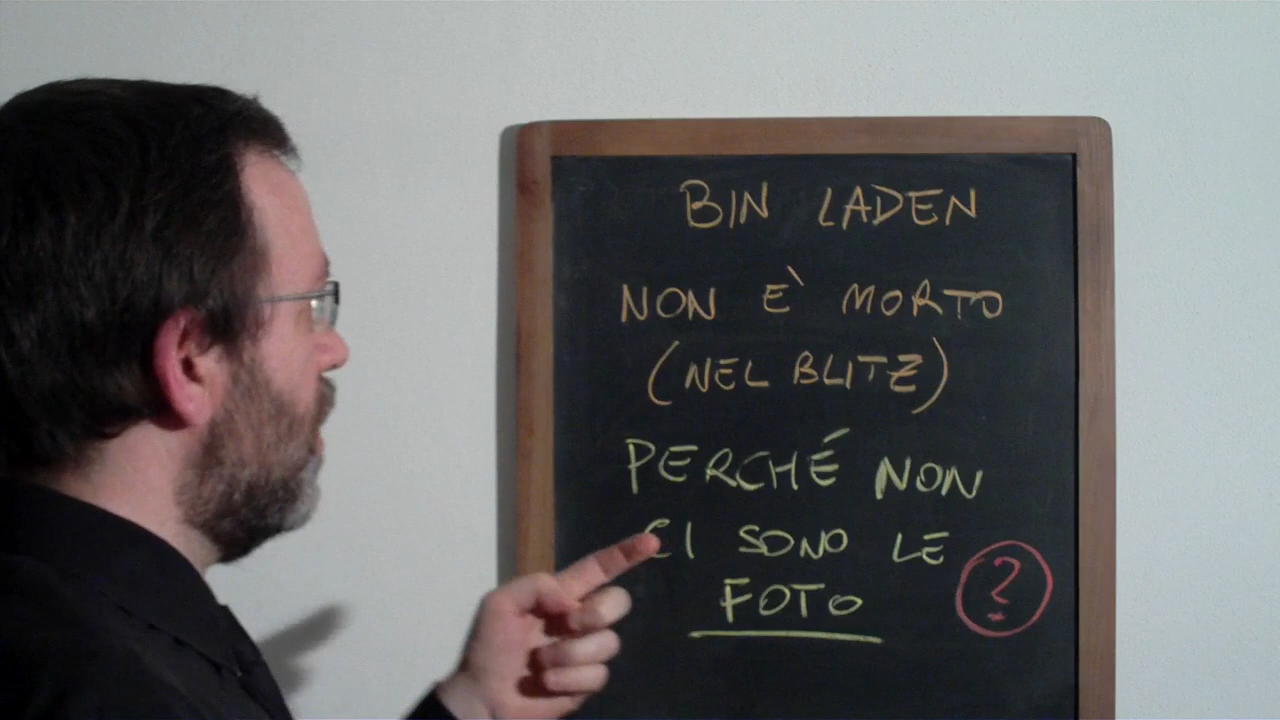 BIN LADEN
NON E' MORTO
(NEL BLITZ)
PERCHÉ NON
CI SONO LE
FOTO ?